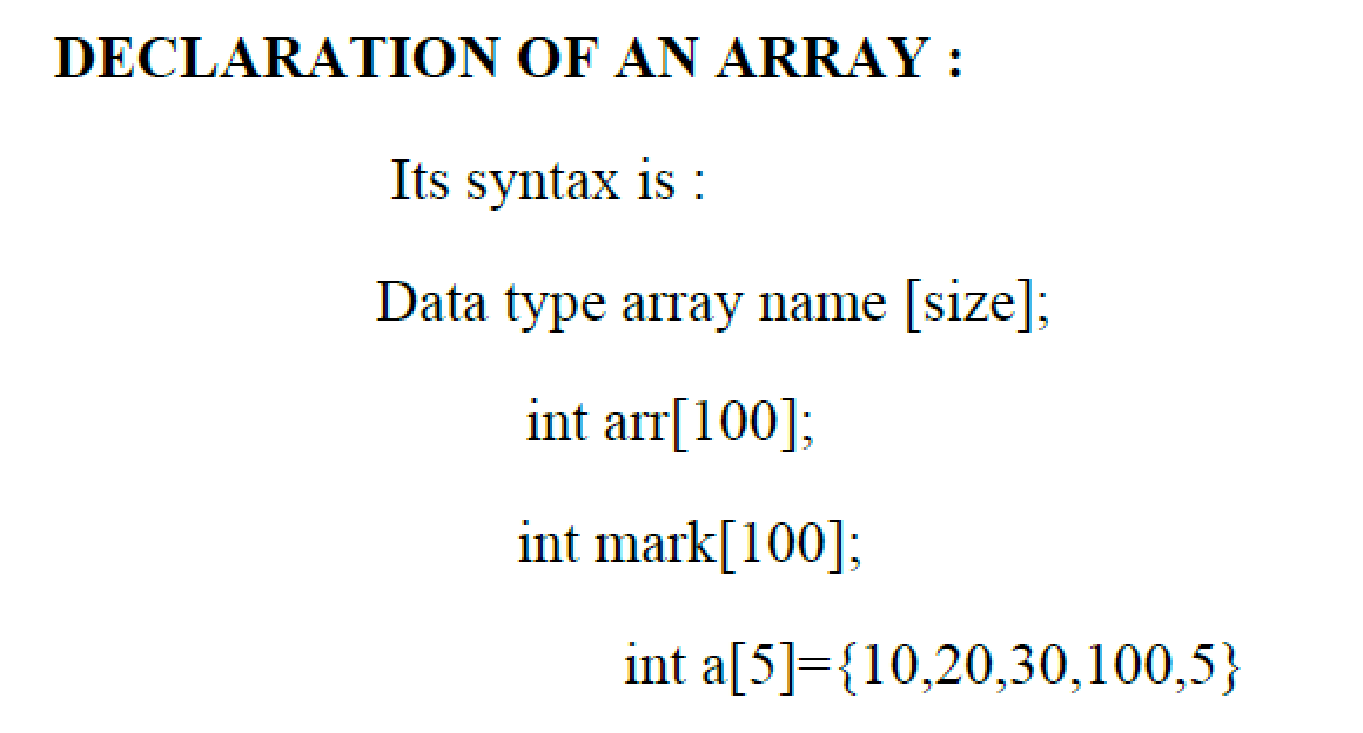 DECLARATION OF AN ARRAY :
Its syntax is :
Data type array name [size];
int arr[100];
int mark[100];
int a[5]={10,20,30,100,5}